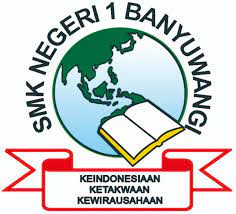 SMK NEGERI 1 BANYUWANGI
KEINDONESIAAN
KETAKWAAN
KEWIRAUSAHAAN